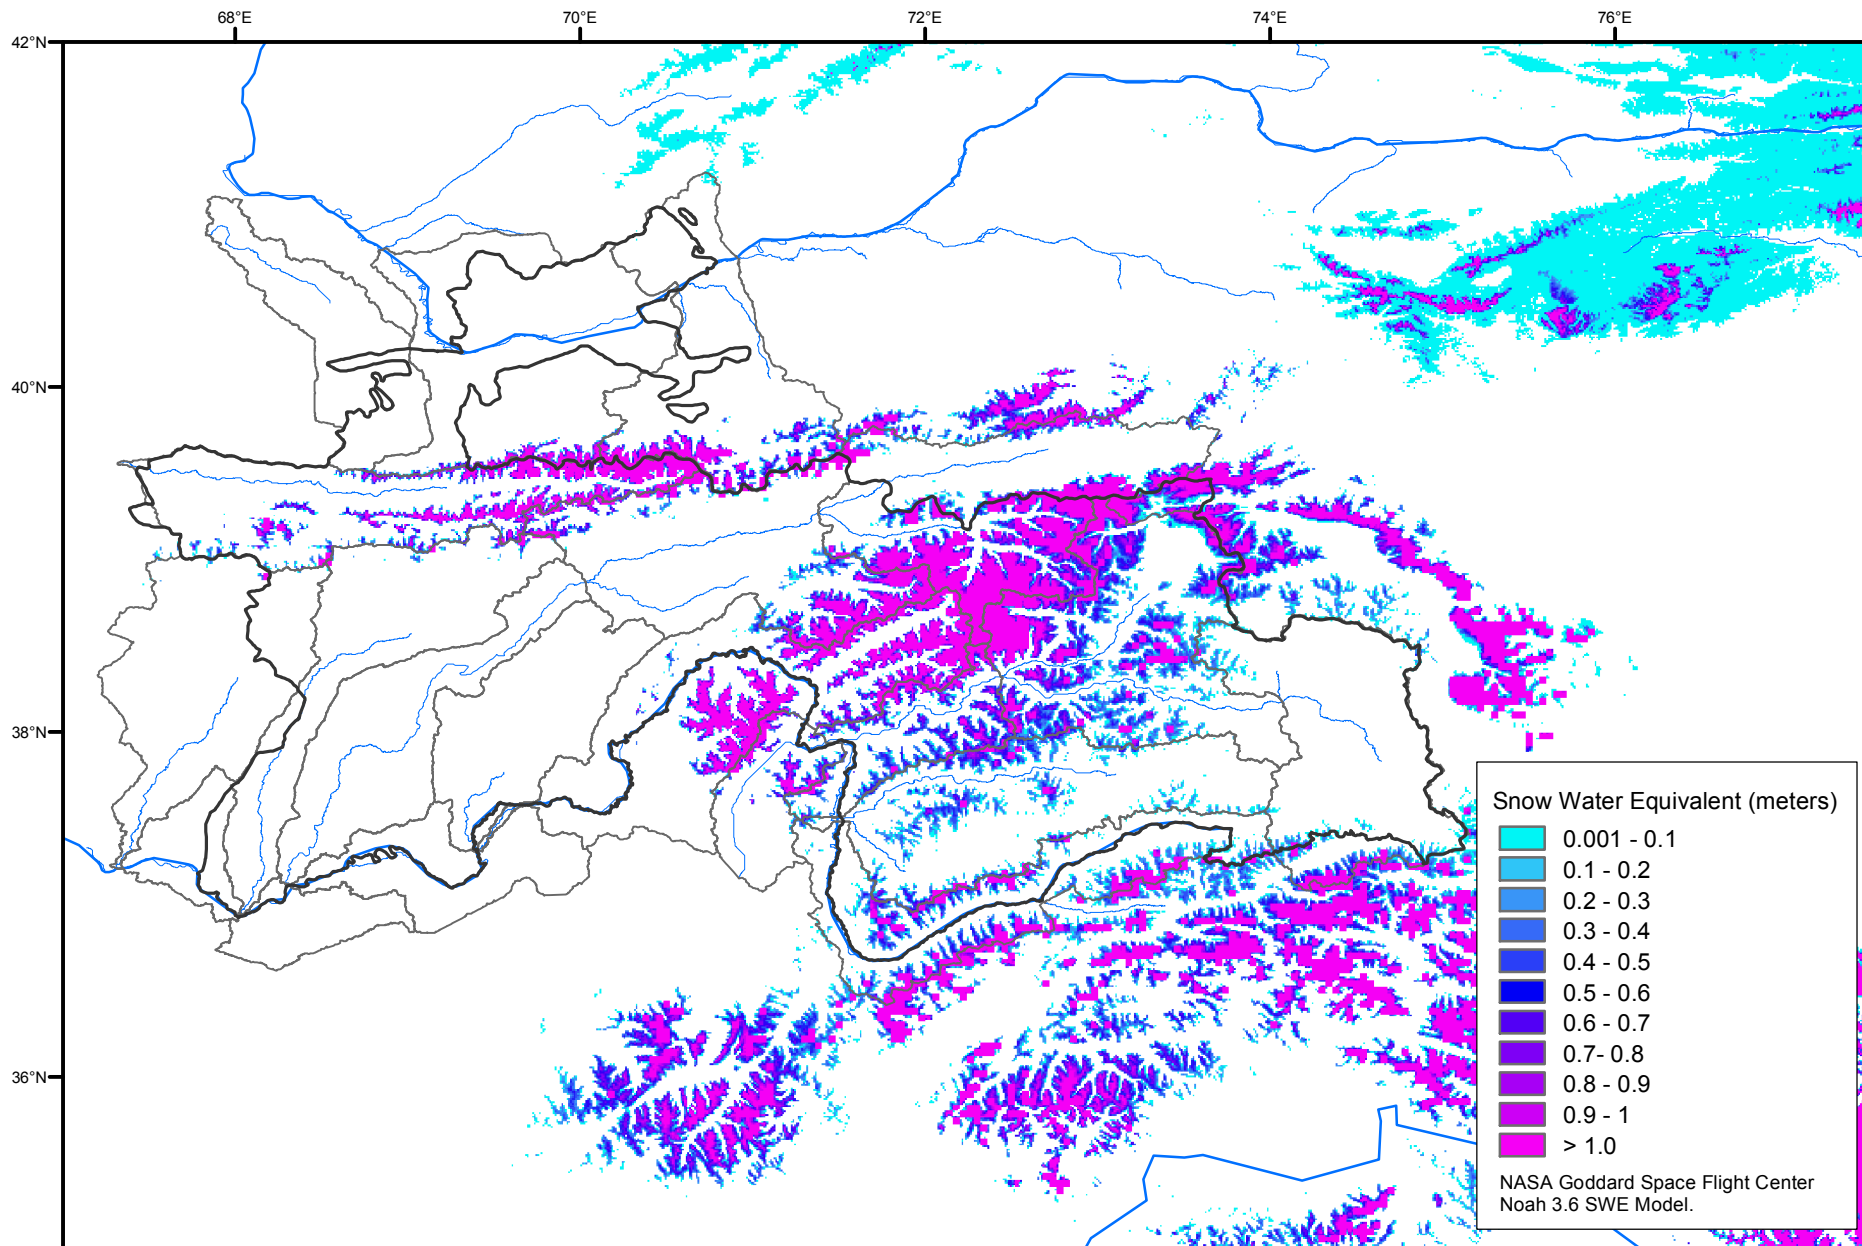 68°E 70°E 72°E 74°E 76°E
42°N
40°N
38°N
36°N
Snow Water Equivalent (meters)
0.001 - 0.1
0.1 - 0.2
0.2 - 0.3
0.3 - 0.4
0.4 - 0.5
0.5 - 0.6
0.6 - 0.7
0.7- 0.8
0.8 - 0.9
0.9 - 1
> 1.0
NASA Goddard Space Flight Center
Noah 3.6 SWE Model.